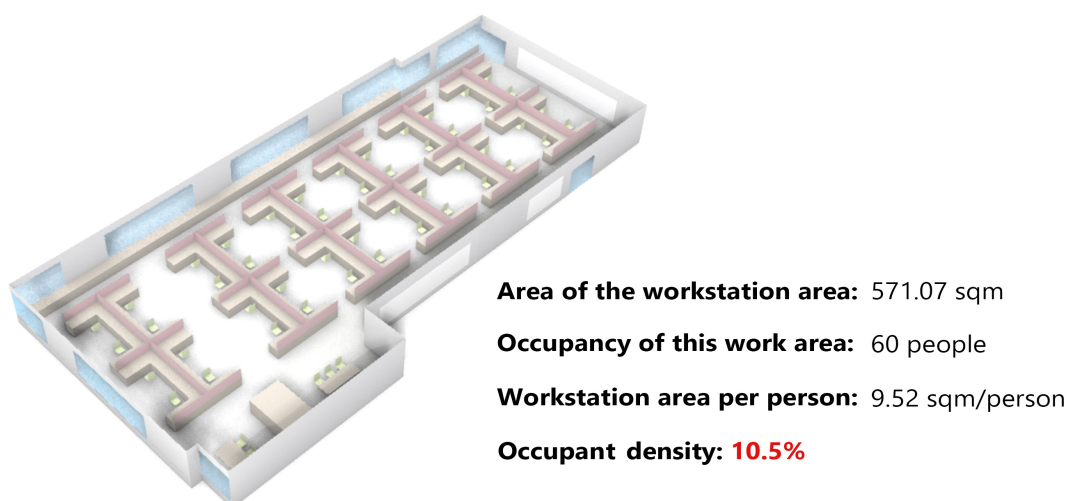 Area of the workstation area: 571.07 sqm
Occupancy of this work area: 60 people
Workstation area per person: 9.52 sqm/person
Occupant density: 10.5%